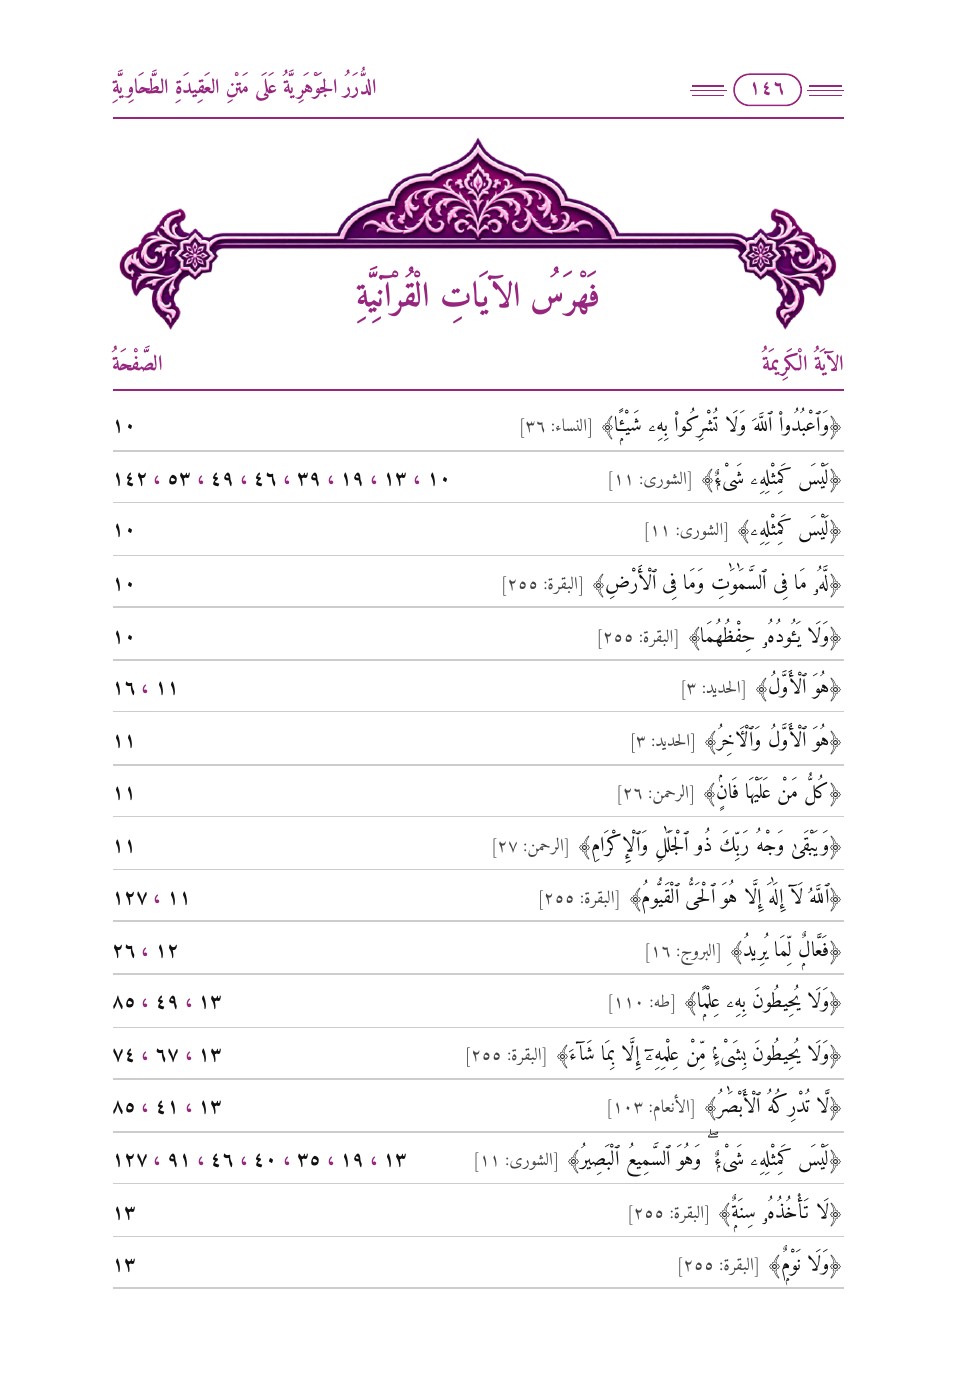 ١٤٦
الدُّرَرُ الجَوْهَرِيَّةُ عَلَى مَتْنِ العَقِيدَةِ الطَّحَاوِيَّةِ
فَهْرَسُ الآيَاتِ الْقُرْآنِيَّةِ
الآيَةُ الْكَرِيمَةُ الصَّفْحَةُ
﴿وَٱعْبُدُوا۟ ٱللَّهَ وَلَا تُشْرِكُوا۟ بِهِۦ شَيْـًٔا﴾ [النساء: ٣٦] ١٠
﴿لَيْسَ كَمِثْلِهِۦ شَىْءٌ﴾ [الشورى: ١١] ١٠ ، ١٣ ، ١٩ ، ٣٩ ، ٤٦ ، ٤٩ ، ٥٣ ، ١٤٢
﴿لَيْسَ كَمِثْلِهِۦ﴾ [الشورى: ١١] ١٠
﴿لَّهُۥ مَا فِى ٱلسَّمَٰوَٰتِ وَمَا فِى ٱلْأَرْضِ﴾ [البقرة: ٢٥٥] ١٠
﴿وَلَا يَـُٔودُهُۥ حِفْظُهُمَا﴾ [البقرة: ٢٥٥] ١٠
﴿هُوَ ٱلْأَوَّلُ﴾ [الحديد: ٣] ١١ ، ١٦
﴿هُوَ ٱلْأَوَّلُ وَٱلْـَٔاخِرُ﴾ [الحديد: ٣] ١١
﴿كُلُّ مَنْ عَلَيْهَا فَانٍ﴾ [الرحمن: ٢٦] ١١
﴿وَيَبْقَىٰ وَجْهُ رَبِّكَ ذُو ٱلْجَلَٰلِ وَٱلْإِكْرَامِ﴾ [الرحمن: ٢٧] ١١
﴿ٱللَّهُ لَآ إِلَٰهَ إِلَّا هُوَ ٱلْحَىُّ ٱلْقَيُّومُ﴾ [البقرة: ٢٥٥] ١١ ، ١٢٧
﴿فَعَّالٌ لِّمَا يُرِيدُ﴾ [البروج: ١٦] ١٢ ، ٢٦
﴿وَلَا يُحِيطُونَ بِهِۦ عِلْمًا﴾ [طه: ١١٠] ١٣ ، ٤٩ ، ٨٥
﴿وَلَا يُحِيطُونَ بِشَىْءٍ مِّنْ عِلْمِهِۦٓ إِلَّا بِمَا شَآءَ﴾ [البقرة: ٢٥٥] ١٣ ، ٦٧ ، ٧٤
﴿لَّا تُدْرِكُهُ ٱلْأَبْصَٰرُ﴾ [الأنعام: ١٠٣] ١٣ ، ٤١ ، ٨٥
﴿لَيْسَ كَمِثْلِهِۦ شَىْءٌ ۖ وَهُوَ ٱلسَّمِيعُ ٱلْبَصِيرُ﴾ [الشورى: ١١] ١٣ ، ١٩ ، ٣٥ ، ٤٠ ، ٤٦ ، ٩١ ، ١٢٧
﴿لَا تَأْخُذُهُۥ سِنَةٌ﴾ [البقرة: ٢٥٥] ١٣
﴿وَلَا نَوْمٌ﴾ [البقرة: ٢٥٥] ١٣